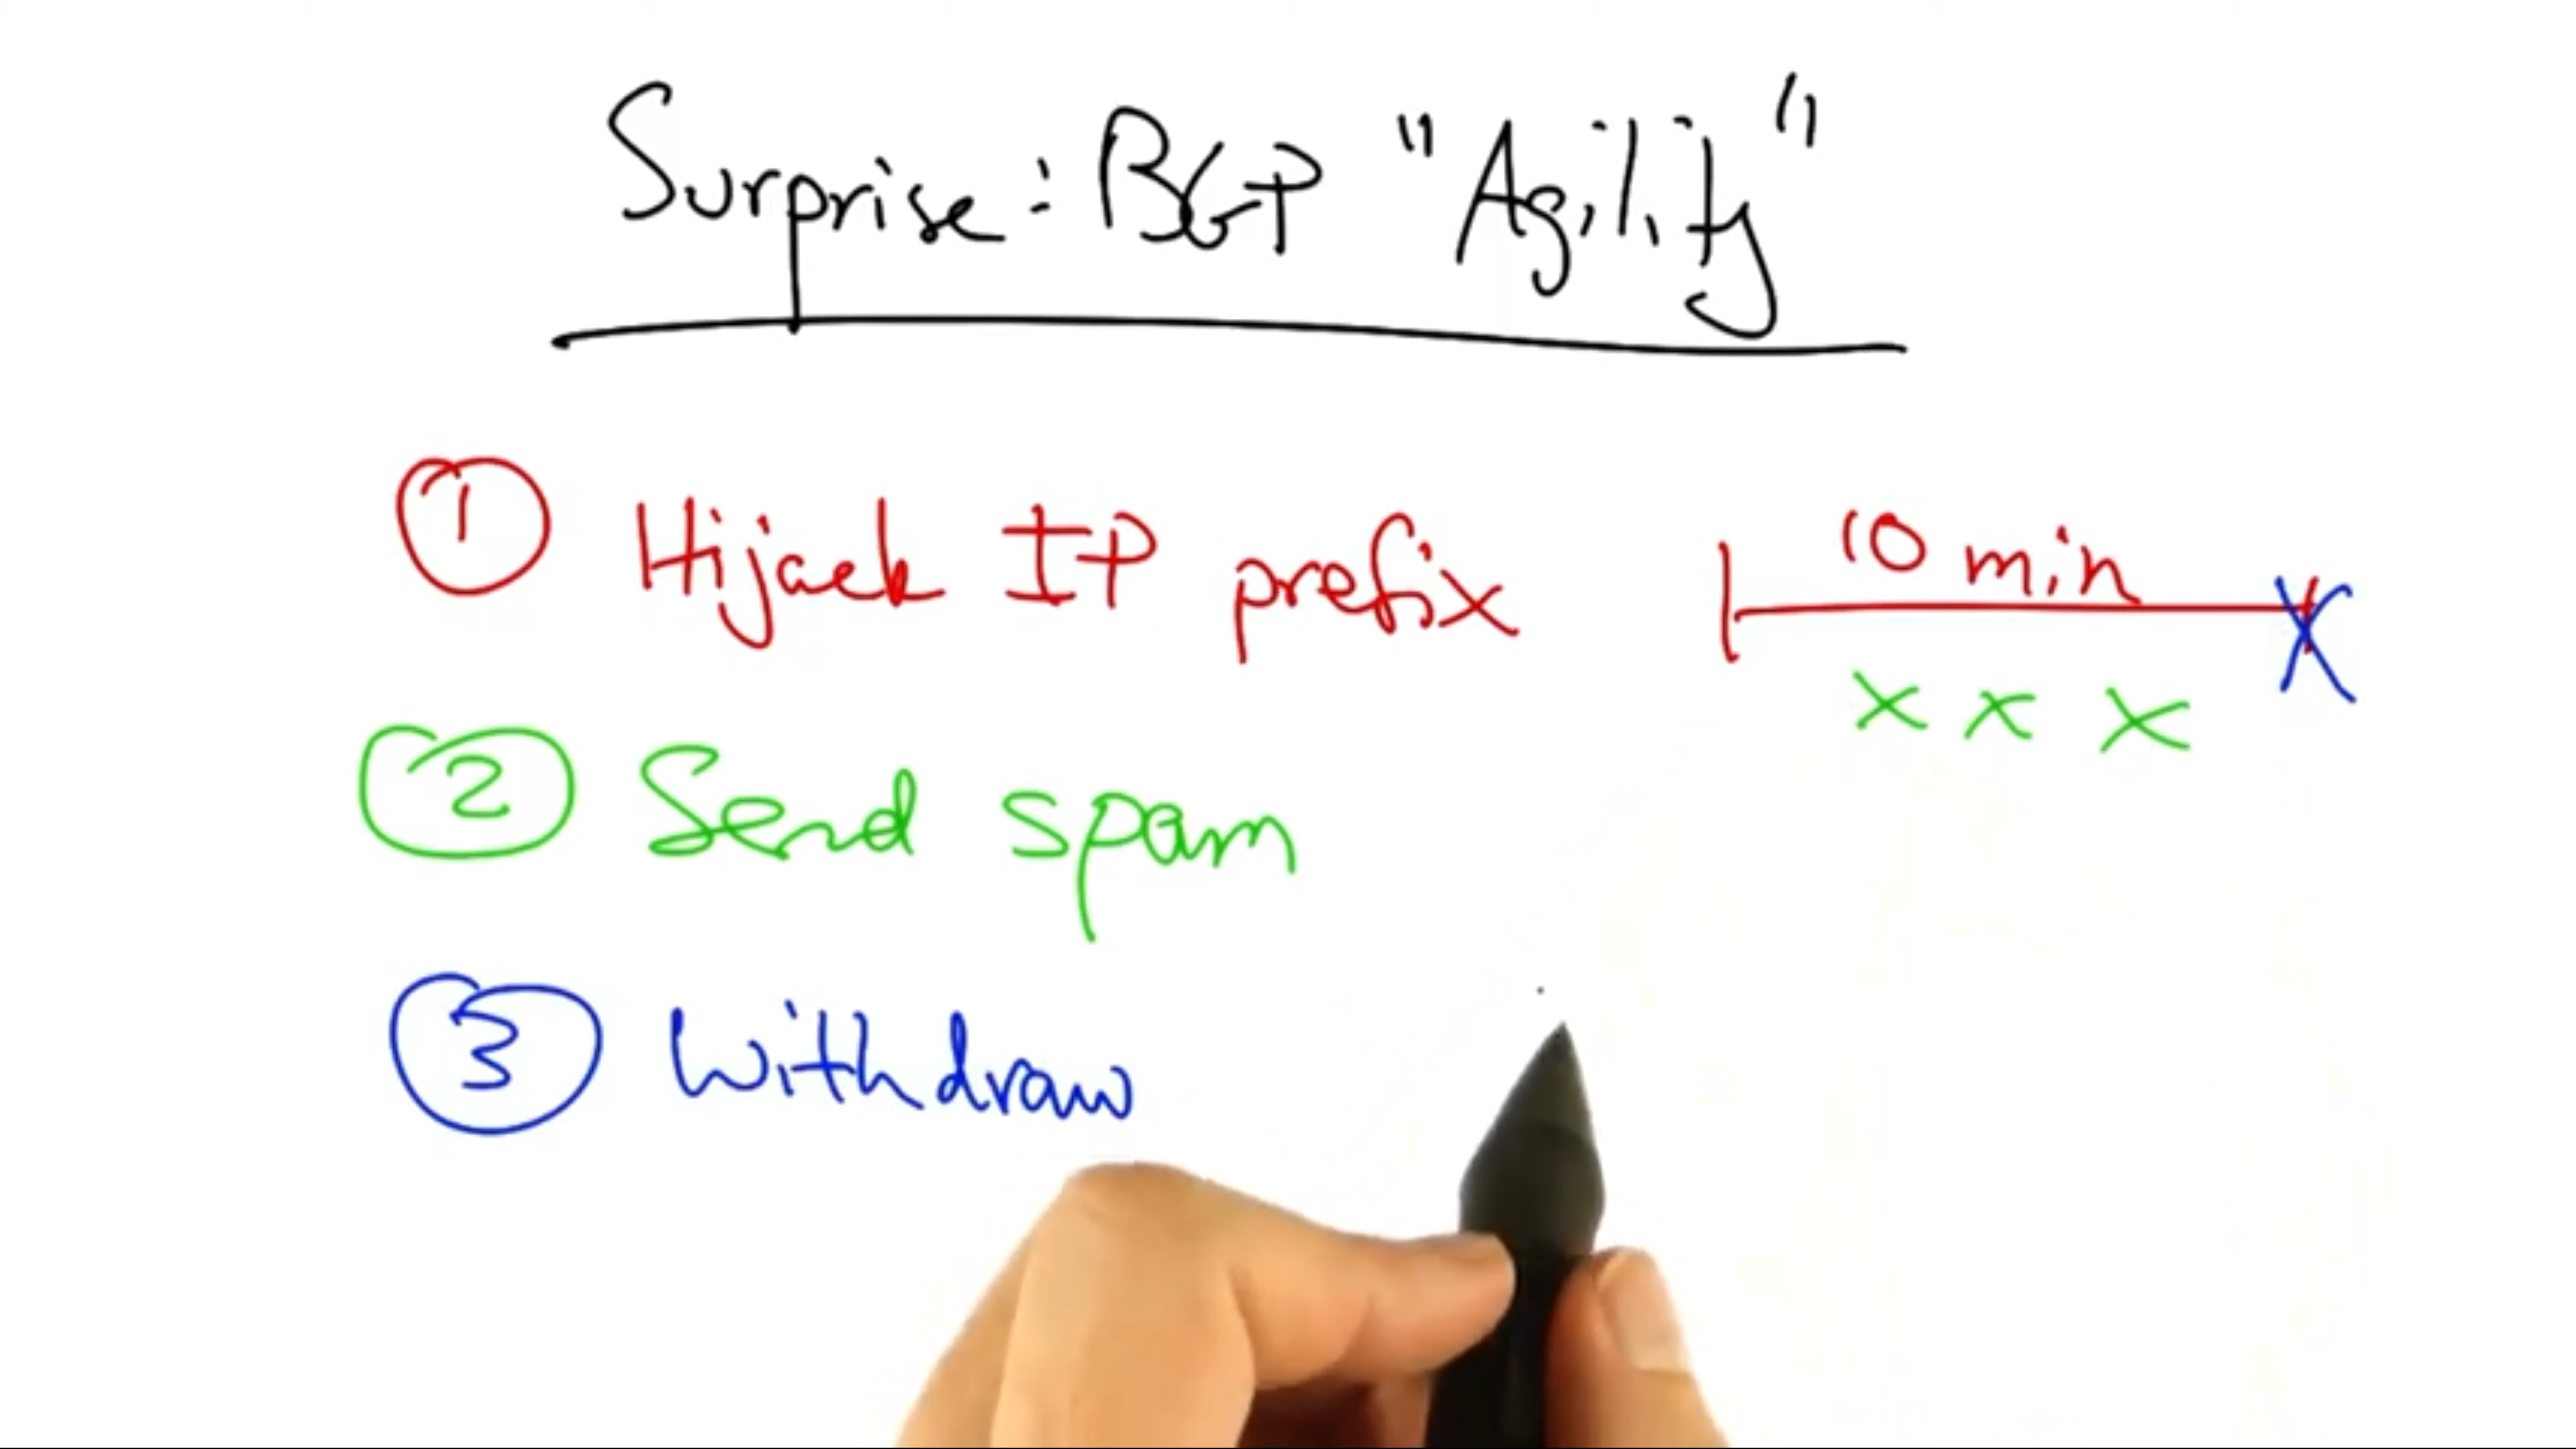 Surprise: BGP "Agility"
1 Hijack IP prefix
10 min
x x x
X
2 Send spam
3 Withdraw